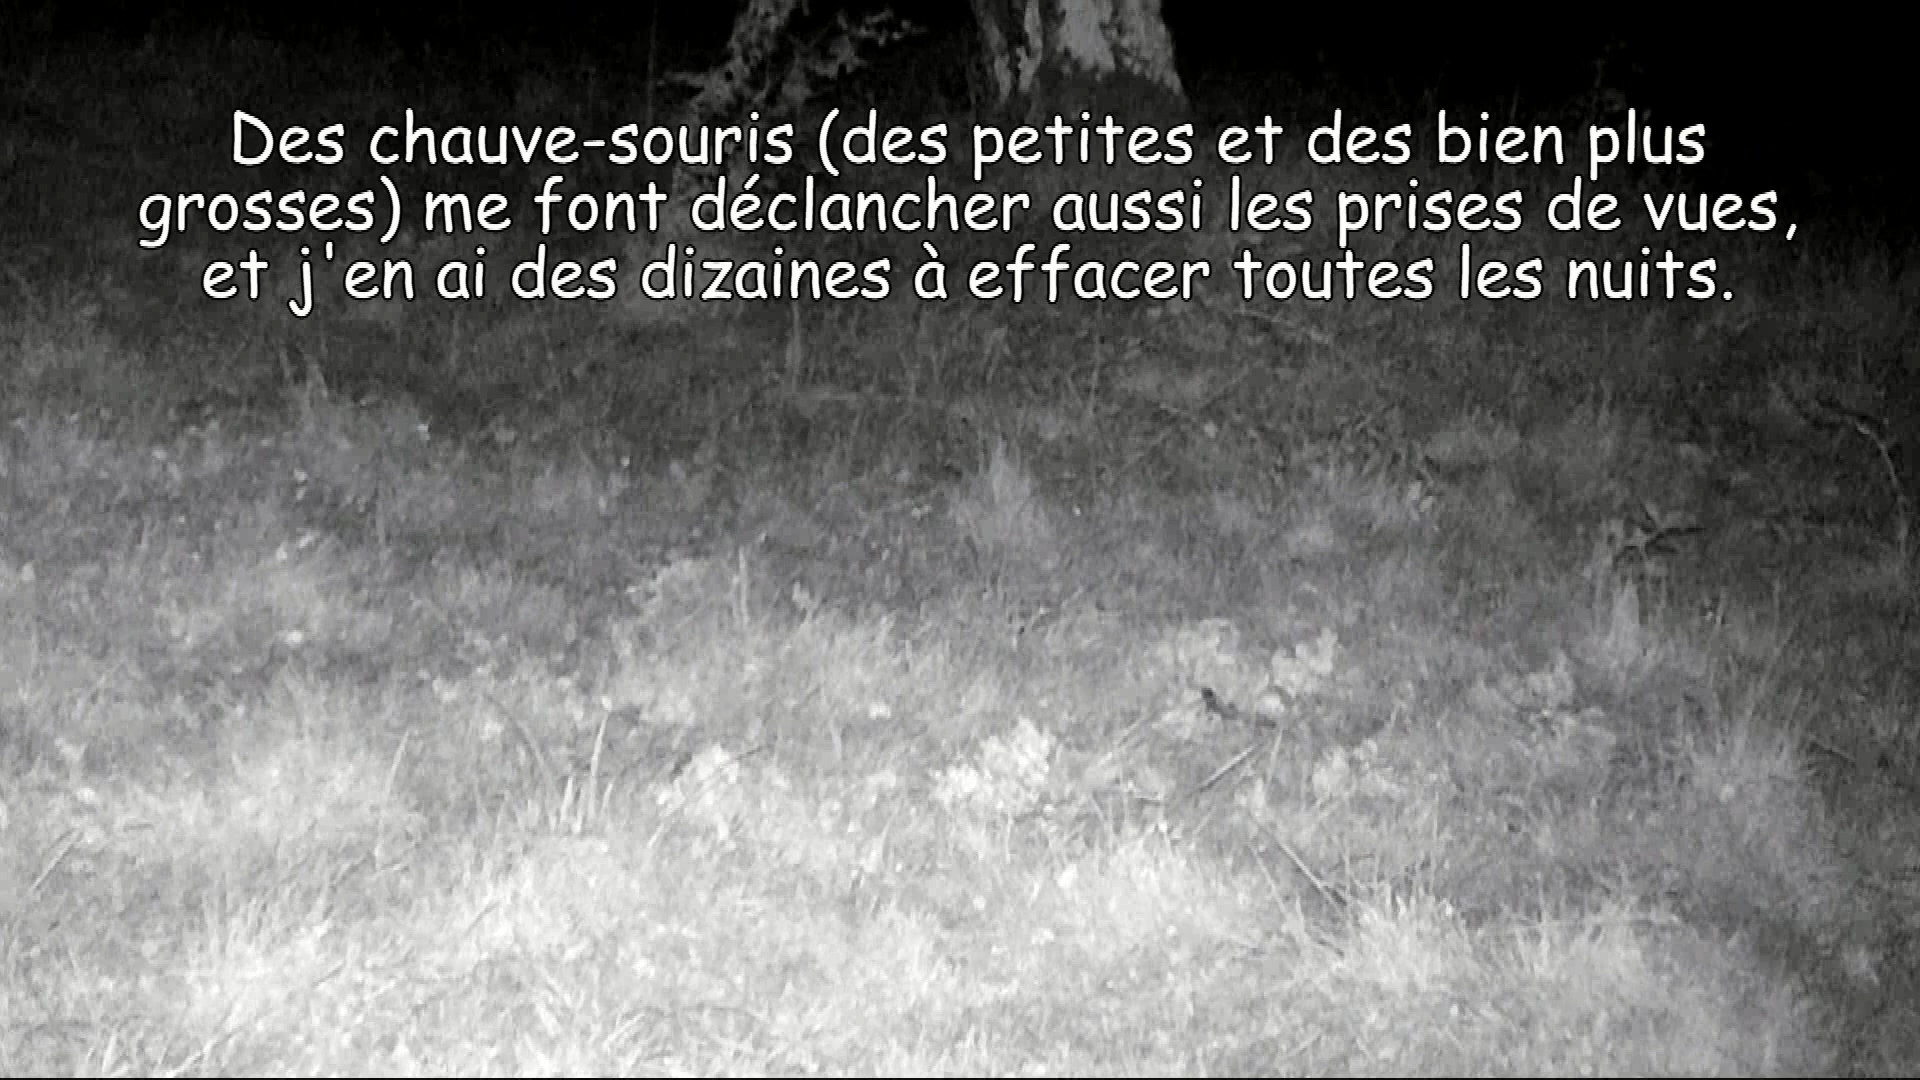 Des chauve-souris (des petites et des bien plus
grosses) me font déclancher aussi les prises de vues,
et j'en ai des dizaines à effacer toutes les nuits.